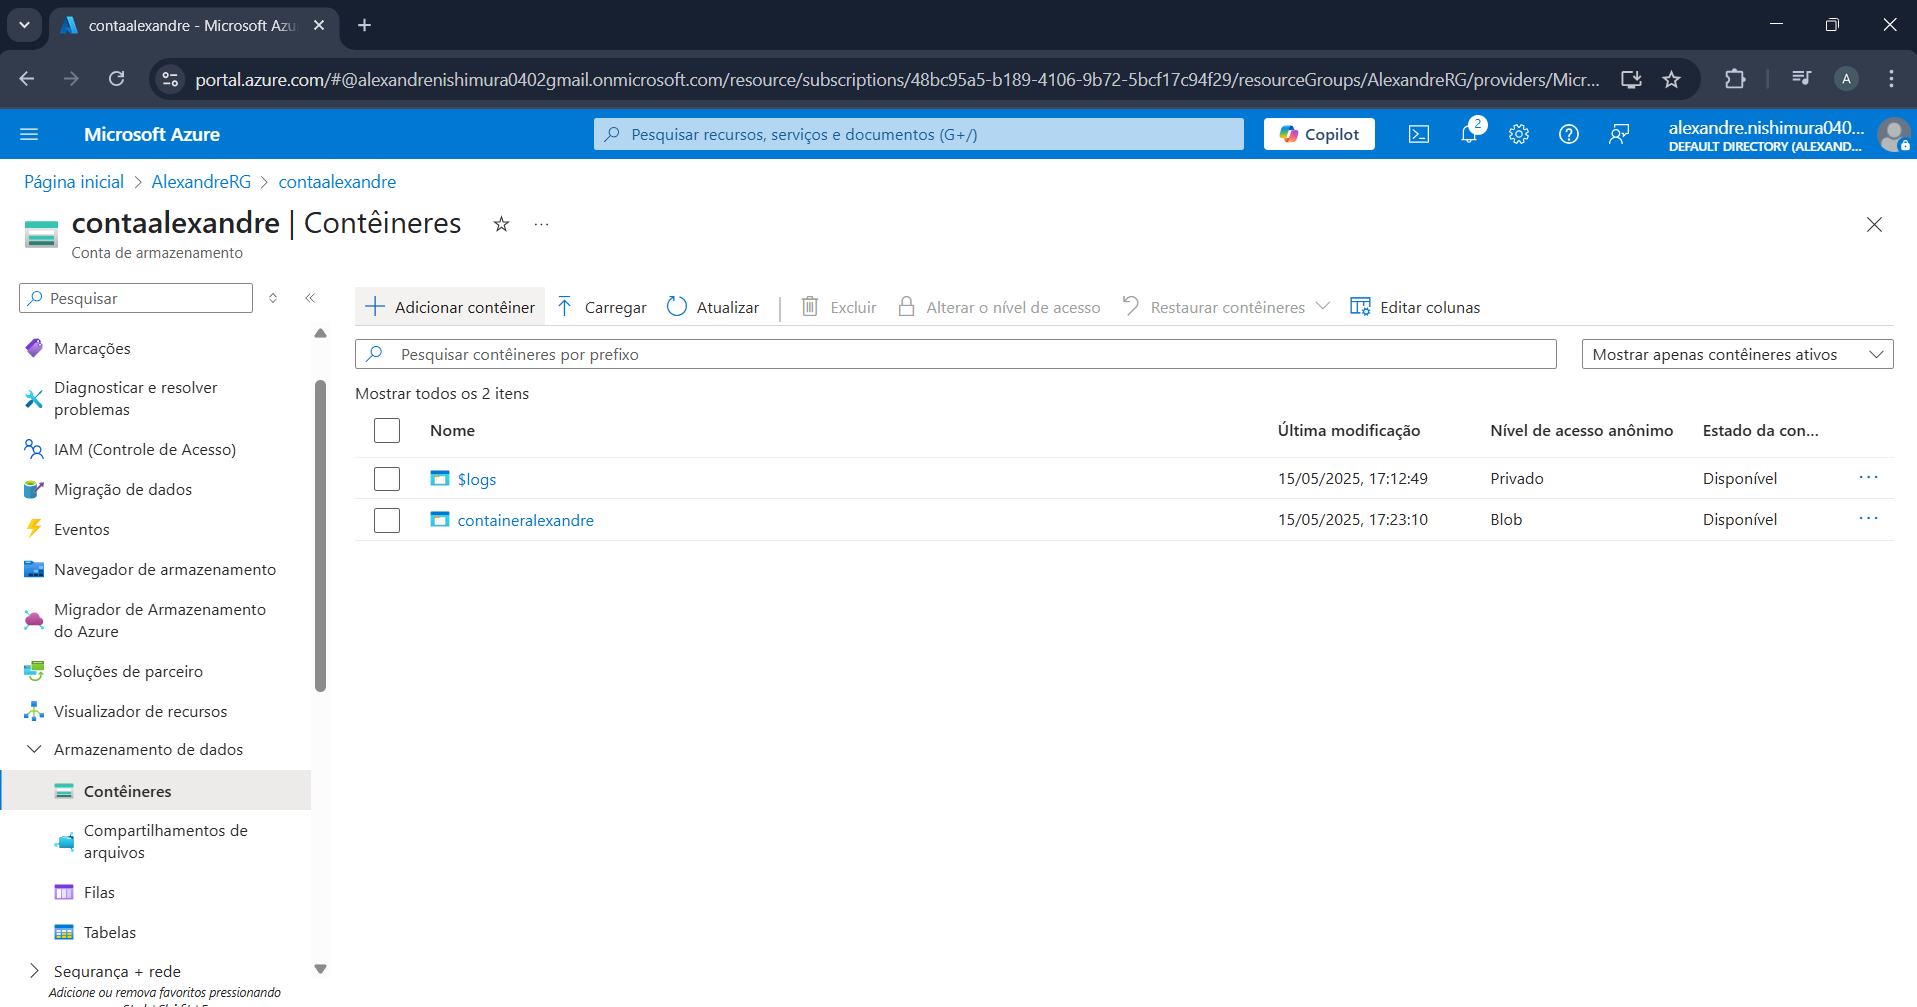 contaalexandre - Microsoft Azu
portal.azure.com/#@alexandrenishimura0402gmail.onmicrosoft.com/resource/subscriptions/48bc95a5-b189-4106-9b72-5bcf17c94f29/resourceGroups/AlexandreRG/providers/Micr...
A
Microsoft Azure
Pesquisar recursos, serviços e documentos (G+/)
Copilot
2
alexandre.nishimura040...
DEFAULT DIRECTORY (ALEXAND...
Página inicial > AlexandreRG > contaalexandre
contaalexandre | Contêineres
Conta de armazenamento
Pesquisar
Marcações
Diagnosticar e resolver
problemas
IAM (Controle de Acesso)
Migração de dados
Eventos
Navegador de armazenamento
Migrador de Armazenamento
do Azure
Soluções de parceiro
Visualizador de recursos
Armazenamento de dados
Contêineres
Compartilhamentos de
arquivos
Filas
Tabelas
Segurança + rede
Adicione ou remova favoritos pressionando
Adicionar contêiner Carregar Atualizar Excluir Alterar o nível de acesso Restaurar contêineres Editar colunas
Pesquisar contêineres por prefixo
Mostrar apenas contêineres ativos
Mostrar todos os 2 itens
Nome Última modificação Nível de acesso anônimo Estado da con...
$logs 15/05/2025, 17:12:49 Privado Disponível ...
containeralexandre 15/05/2025, 17:23:10 Blob Disponível ...